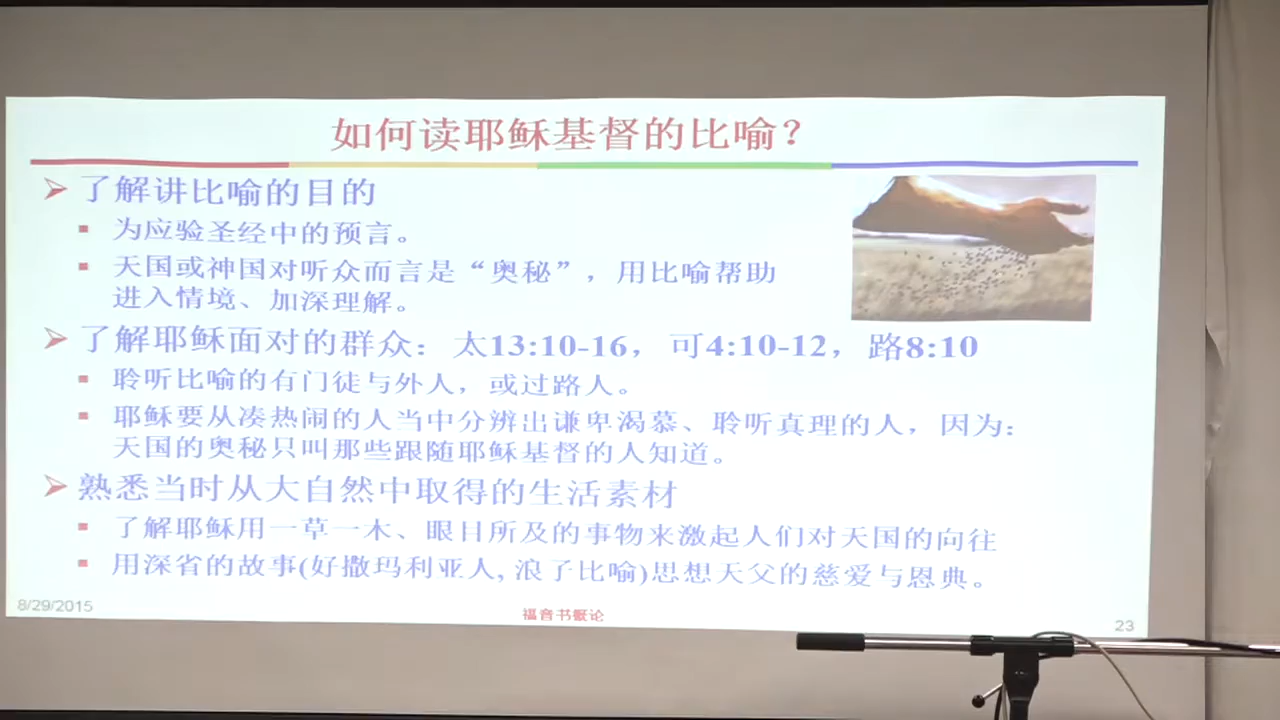 如何读耶稣基督的比喻？
了解讲比喻的目的
为应验圣经中的预言。
天国或神国对听众而言是“奥秘”，用比喻帮助
进入情境、加深理解。
了解耶稣面对的群众：太13:10-16，可4:10-12，路8:10
聆听比喻的有门徒与外人，或过路人。
耶稣要从凑热闹的人当中分辨出谦卑渴慕、聆听真理的人，因为：
天国的奥秘只叫那些跟随耶稣基督的人知道。
熟悉当时从大自然中取得的生活素材
了解耶稣用一草一木、眼目所及的事物来激起人们对天国的向往
用深省的故事(好撒玛利亚人, 浪子比喻)思想天父的慈爱与恩典。
8/29/2015
福音书概论
23